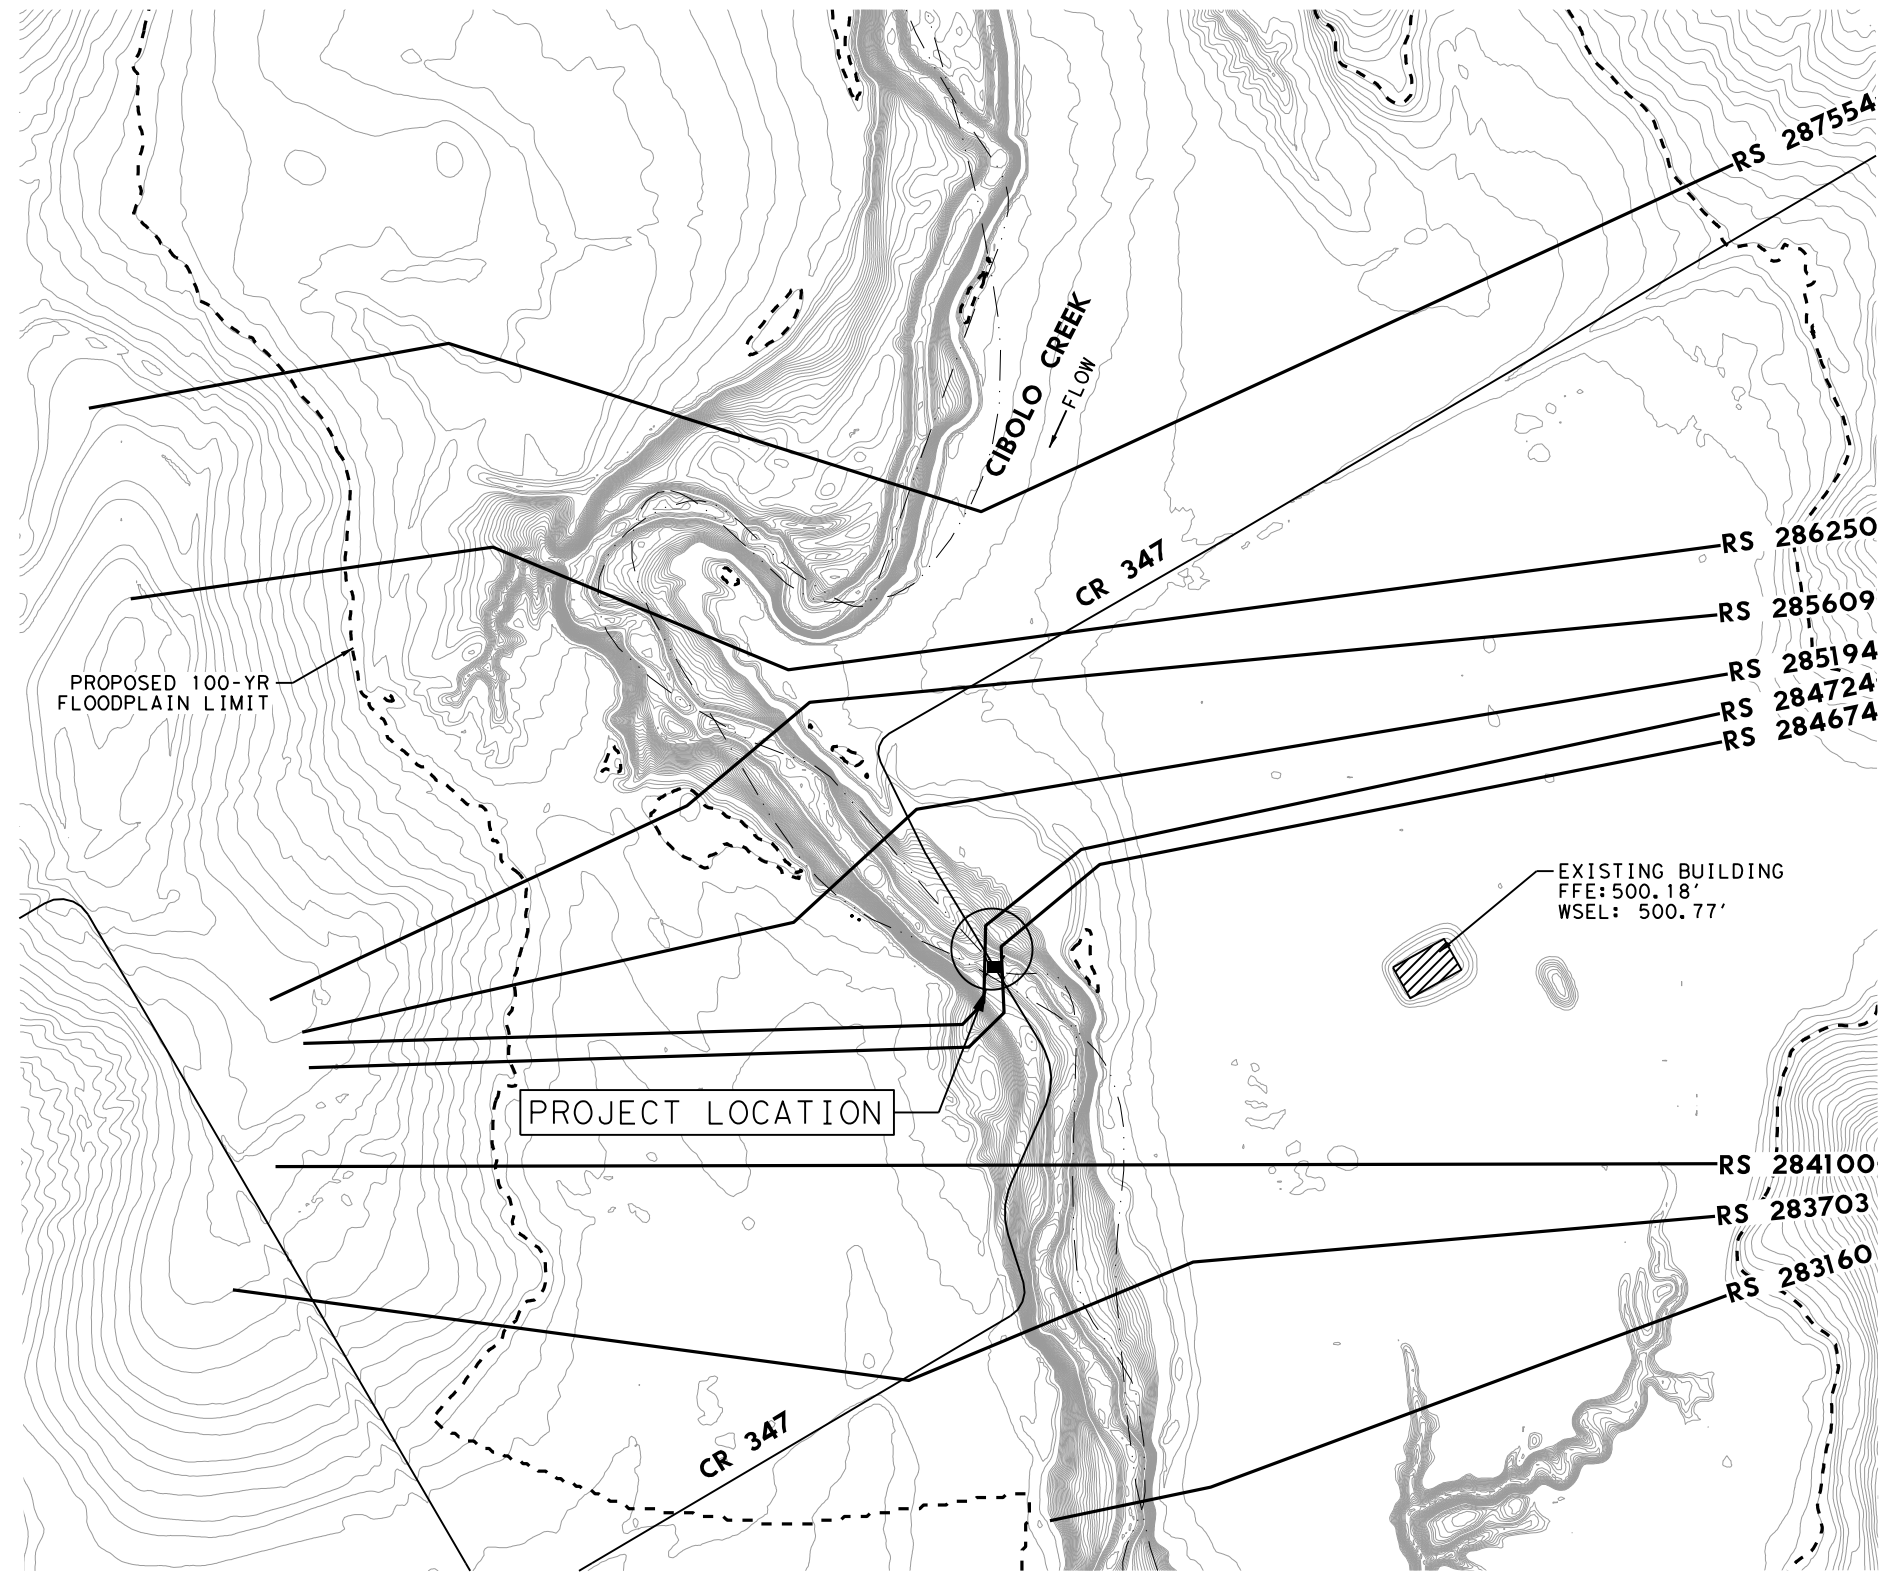 RS 287554
CIBOLO CREEK
FLOW
CR 347
RS 286250
RS 285609
RS 285194
RS 284724
RS 284674
PROPOSED 100-YR
FLOODPLAIN LIMIT
EXISTING BUILDING
FFE:500.18'
WSEL: 500.77'
PROJECT LOCATION
RS 284100
RS 283703
RS 283160
CR 347